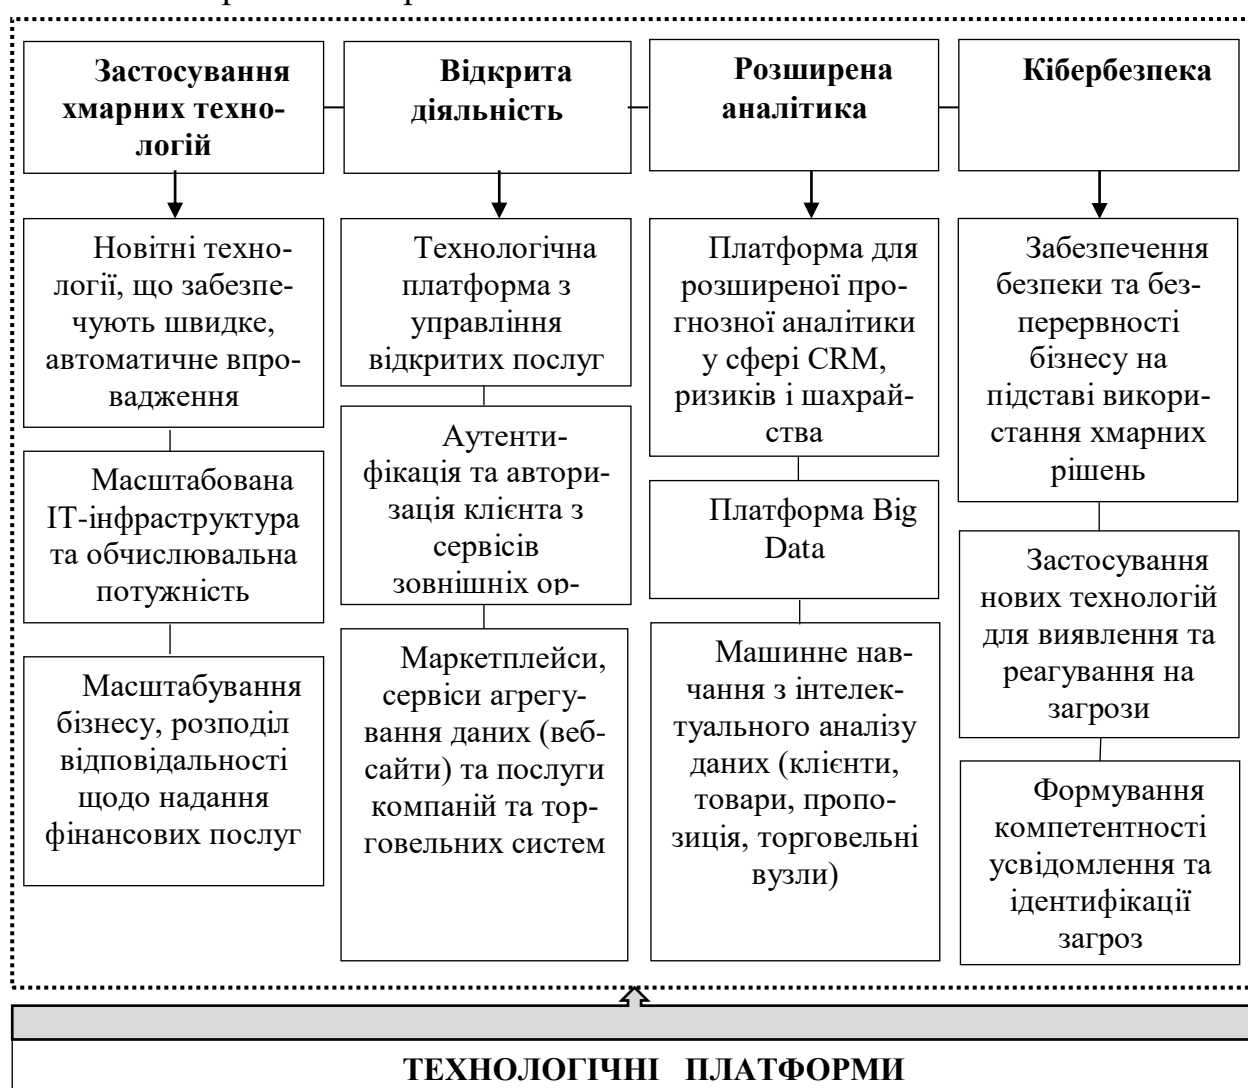 Застосування
хмарних техно-
логій
Відкрита
діяльність
Розширена
аналітика
Кібербезпека
Новітні техно-
логії, що забезпе-
чують швидке,
автоматичне впро-
вадження
Масштабована
ІТ-інфраструктура
та обчислювальна
потужність
Масштабування
бізнесу, розподіл
відповідальності
щодо надання
фінансових послуг
Технологічна
платформа з
управління
відкритих послуг
Аутенти-
фікація та автори-
зація клієнта з
сервісів
зовнішніх ор-
Маркетплейси,
сервіси агрегу-
вання даних (веб-
сайти) та послуги
компаній та тор-
говельних систем
Платформа для
розширеної про-
гнозної аналітики
у сфері CRM,
ризиків і шахрай-
ства
Платформа Big
Data
Машинне нав-
чання з інтелек-
туального аналізу
даних (клієнти,
товари, пропо-
зиція, торговельні
вузли)
Забезпечення
безпеки та без-
перервності
бізнесу на
підставі викори-
стання хмарних
рішень
Застосування
нових технологій
для виявлення та
реагування на
загрози
Формування
компетентності
усвідомлення та
ідентифікації
загроз
ТЕХНОЛОГІЧНІ ПЛАТФОРМИ